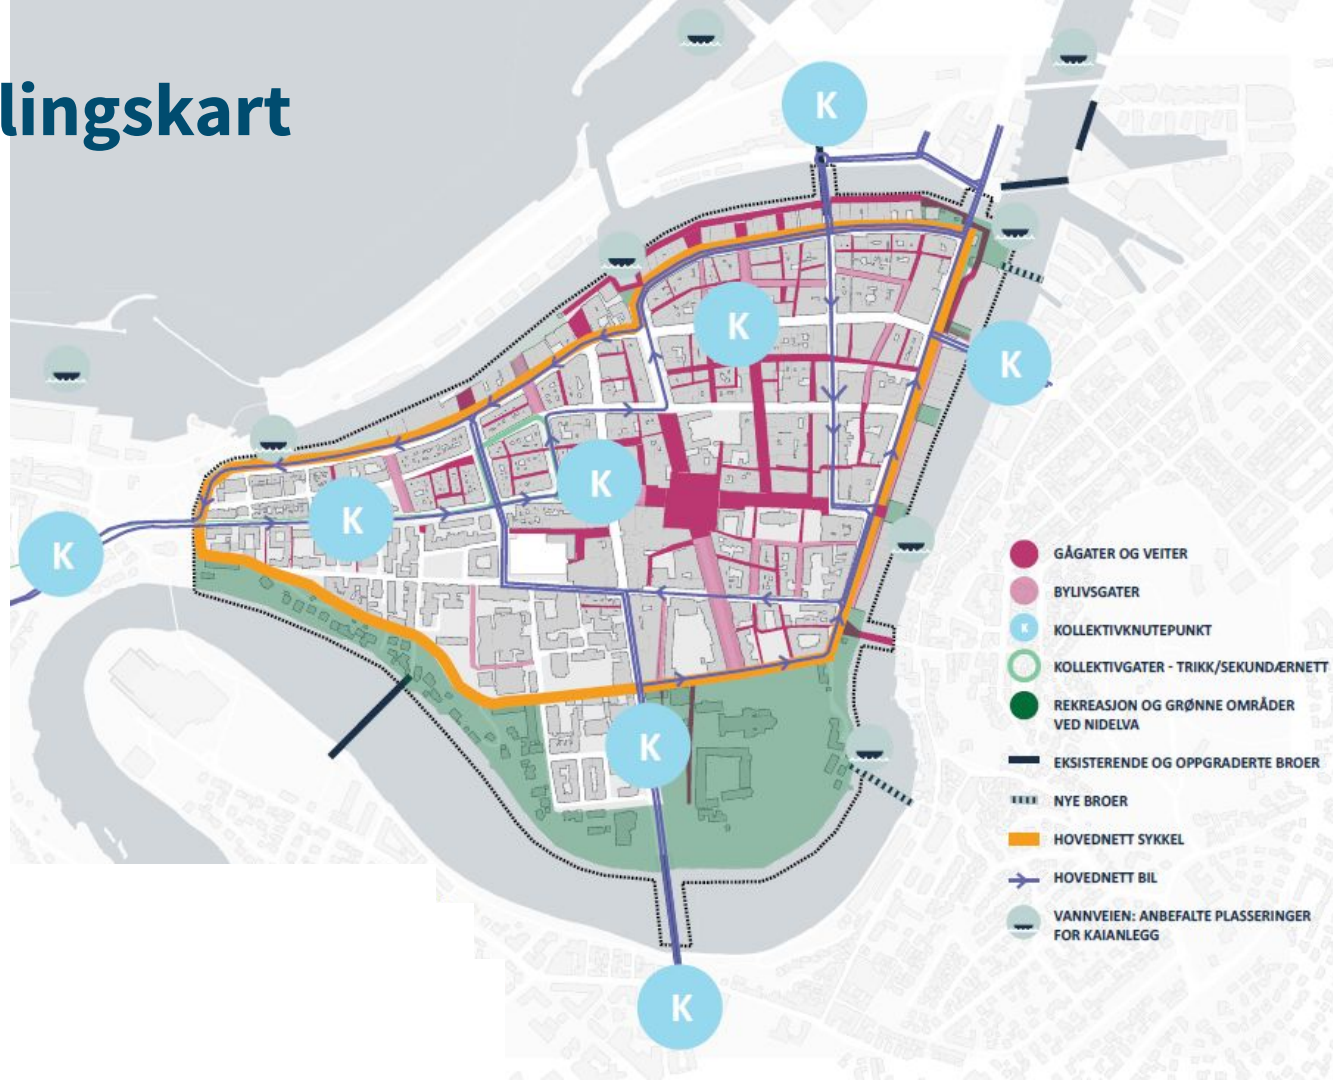 lingskart
K
K
K
K
K
K
K
K
GÅGATER OG VEITER
BYLIVSGATER
K
KOLLEKTIVKNUTEPUNKT
KOLLEKTIVGATER - TRIKK/SEKUNDÆRNETT
REKREASJON OG GRØNNE OMRÅDER
VED NIDELVA
EKSISTERENDE OG OPPGRADERTE BROER
NYE BROER
HOVEDNETT SYKKEL
HOVEDNETT BIL
VANNVEIEN: ANBEFALTE PLASSERINGER
FOR KAIANLEGG